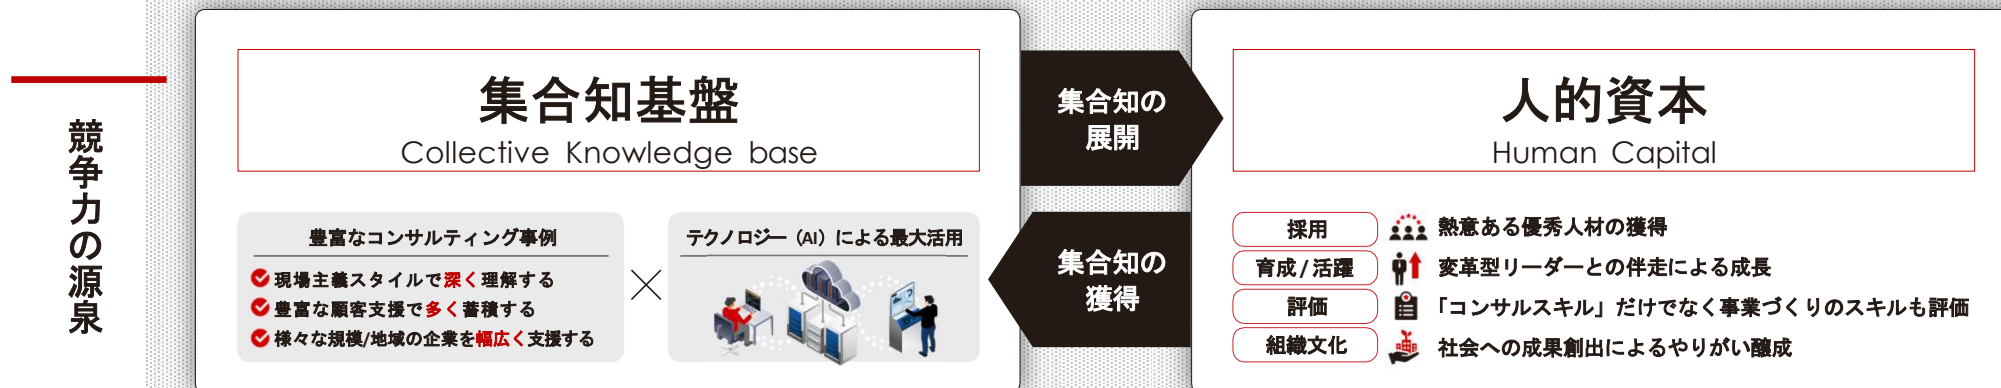 競争力の源泉
集合知基盤
Collective Knowledge base
豊富なコンサルティング事例
現場主義スタイルで深く理解する
豊富な顧客支援で多く蓄積する
様々な規模/地域の企業を幅広く支援する
×
テクノロジー（AI）による最大活用
集合知の
展開
集合知の
獲得
人的資本
Human Capital
採用 熱意ある優秀人材の獲得
育成/活躍 変革型リーダーとの伴走による成長
評価 「コンサルスキル」だけでなく事業づくりのスキルも評価
組織文化 社会への成果創出によるやりがい醸成